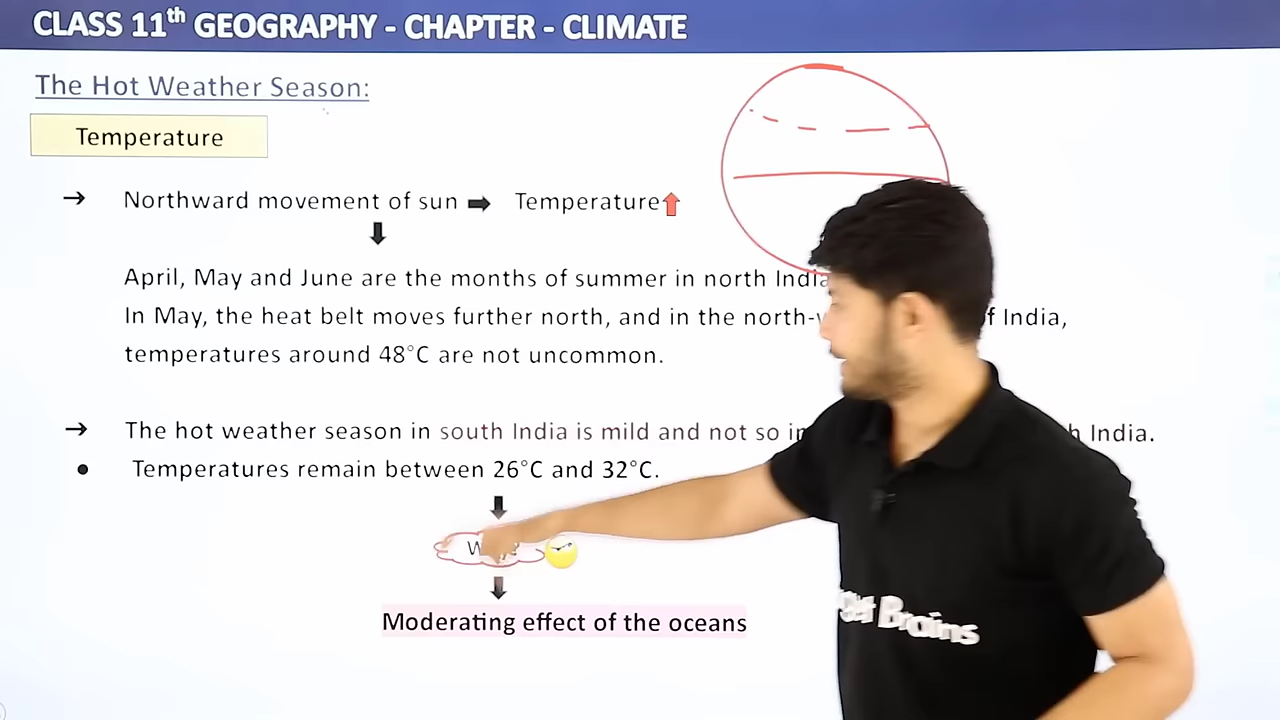 CLASS 11th GEOGRAPHY - CHAPTER - CLIMATE
The Hot Weather Season:
Temperature
→ Northward movement of sun ➡ Temperature
April, May and June are the months of summer in north India
In May, the heat belt moves further north, and in the of India,
temperatures around 48°C are not uncommon.
→ The hot weather season in south India is mild and not so India.
• Temperatures remain between 26°C and 32°C.
Moderating effect of the oceans
Brains